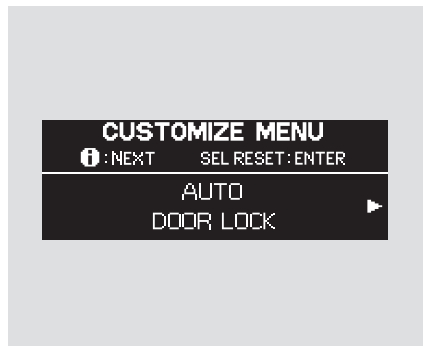 CUSTOMIZE MENU
i:NEXT SEL RESET:ENTER
AUTO
DOOR LOCK